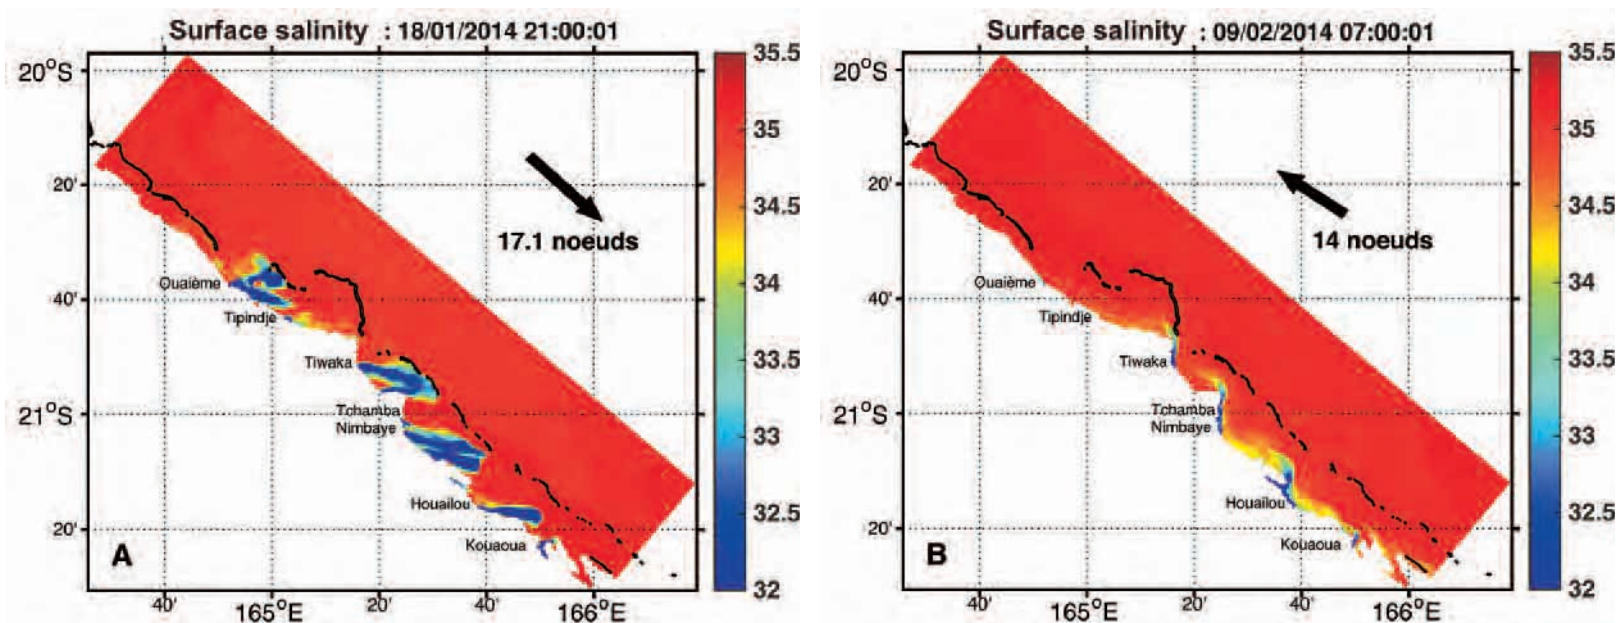 Surface salinity : 18/01/2014 21:00:01
20°S
20'
40'
21°S
20'
17.1 noeuds
Ouaième
Tipindje
Tiwaka
Tchamba
Nimbaye
Houailou
Kouaoua
A
40'
165°E
20'
40'
166°E
35.5
35
34.5
34
33.5
33
32.5
32
Surface salinity : 09/02/2014 07:00:01
20°S
20'
40'
21°S
20'
14 noeuds
Ouaième
Tipindje
Tiwaka
Tchamba
Nimbaye
Houailou
Kouaoua
B
40'
165°E
20'
40'
166°E
35.5
35
34.5
34
33.5
33
32.5
32